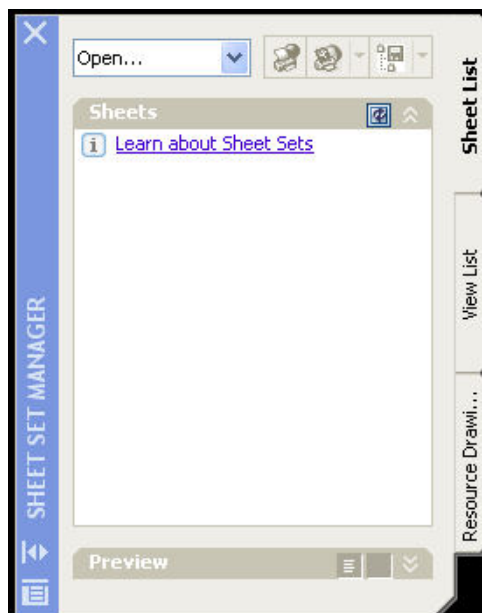 Open...
Sheets
Learn about Sheet Sets
Preview
SHEET SET MANAGER
Sheet List
View List
Resource Drawi...